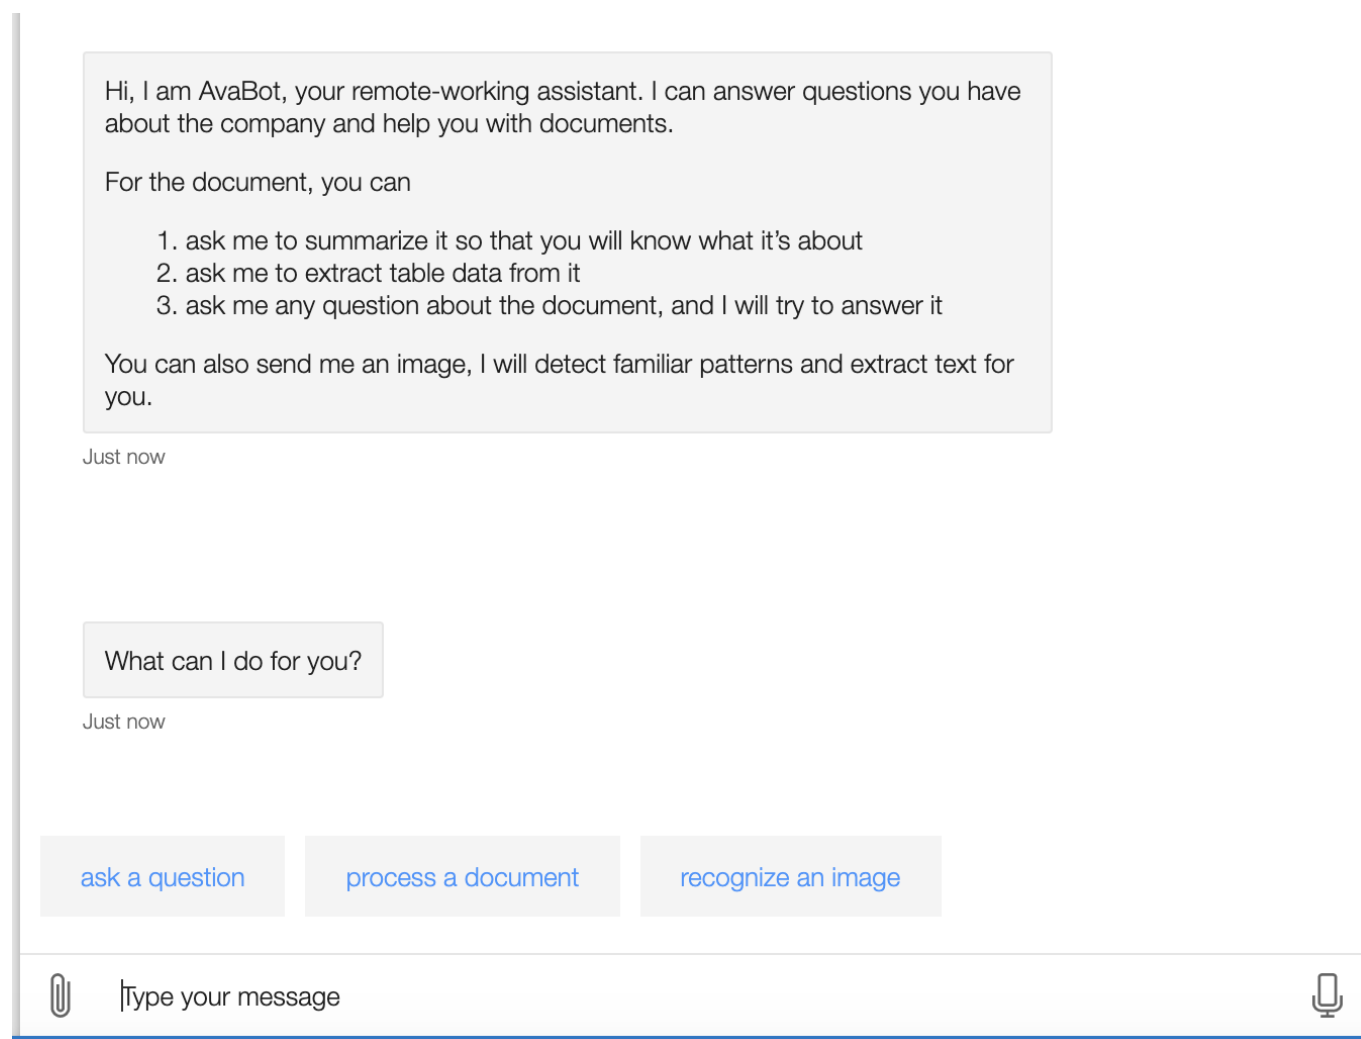 Hi, I am AvaBot, your remote-working assistant. I can answer questions you have
about the company and help you with documents.
For the document, you can
1. ask me to summarize it so that you will know what it’s about
2. ask me to extract table data from it
3. ask me any question about the document, and I will try to answer it
You can also send me an image, I will detect familiar patterns and extract text for
you.
Just now
What can I do for you?
Just now
ask a question
process a document
recognize an image
Type your message